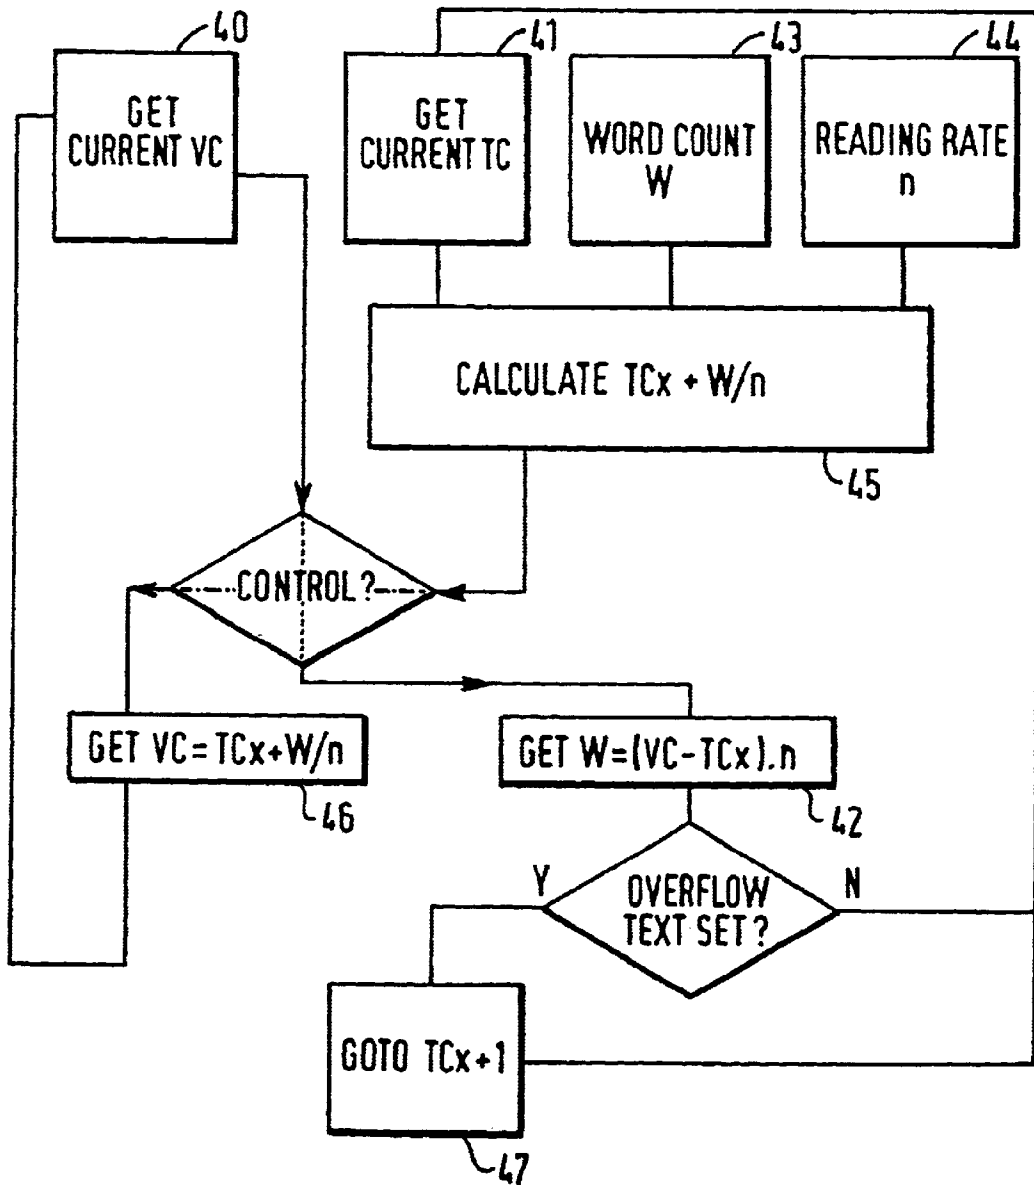 40
GET
CURRENT VC
41
GET
CURRENT TC
43
WORD COUNT
W
44
READING RATE
n
CALCULATE TCx + W/n
45
CONTROL?
GET VC=TCx+W/n
46
GET W=(VC-TCx).n
42
Y
OVERFLOW
TEXT SET?
N
GOTO TCx+1
47